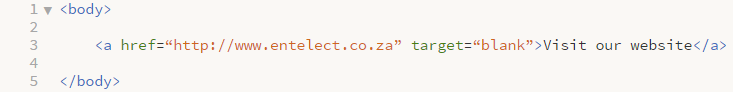 1 ▼ <body>
2
3 <a href=“http://www.entelect.co.za” target=“blank”>Visit our website</a>
4
5 </body>